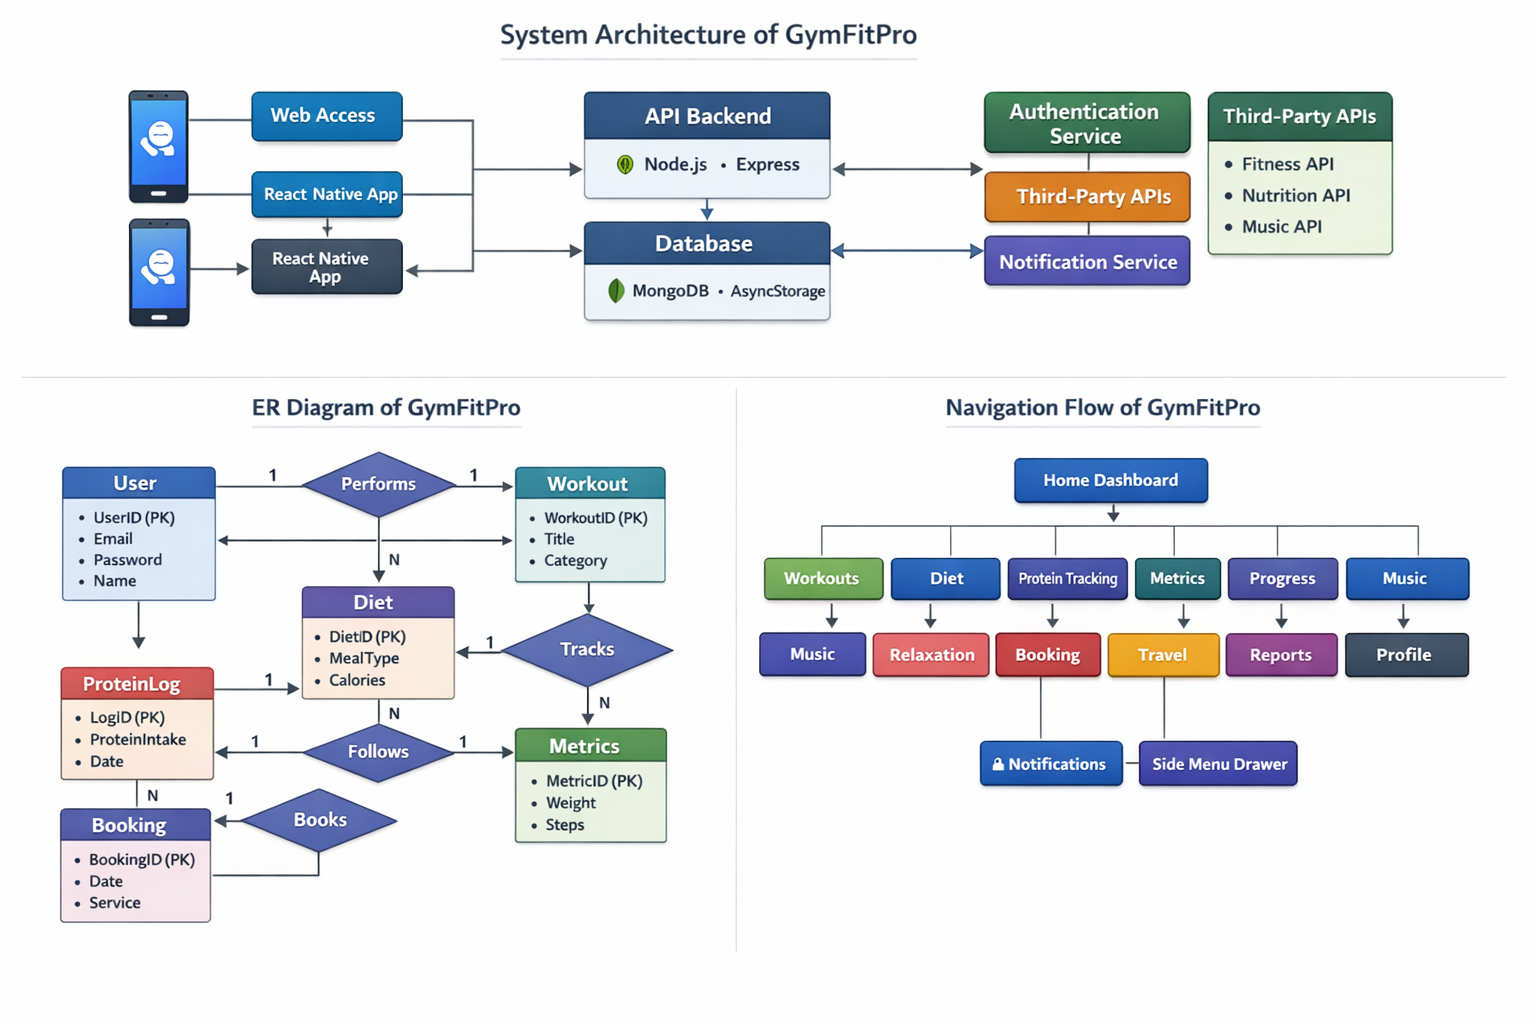 System Architecture of GymFitPro
Web Access
React Native App
React Native
App
API Backend
Node.js • Express
Database
MongoDB • AsyncStorage
Authentication
Service
Third-Party APIs
Notification Service
Third-Party APIs
• Fitness API
• Nutrition API
• Music API
ER Diagram of GymFitPro
User
• UserID (PK)
• Email
• Password
• Name
1
Performs
1
N
Workout
• WorkoutID (PK)
• Title
• Category
Diet
• DietID (PK)
• MealType
• Calories
1
Tracks
N
ProteinLog
• LogID (PK)
• ProteinIntake
• Date
1
N
1
Follows
1
Metrics
• MetricID (PK)
• Weight
• Steps
N
1
Books
Booking
• BookingID (PK)
• Date
• Service
Navigation Flow of GymFitPro
Home Dashboard
Workouts
Diet
Protein Tracking
Metrics
Progress
Music
Music
Relaxation
Booking
Travel
Reports
Profile
Notifications
Side Menu Drawer